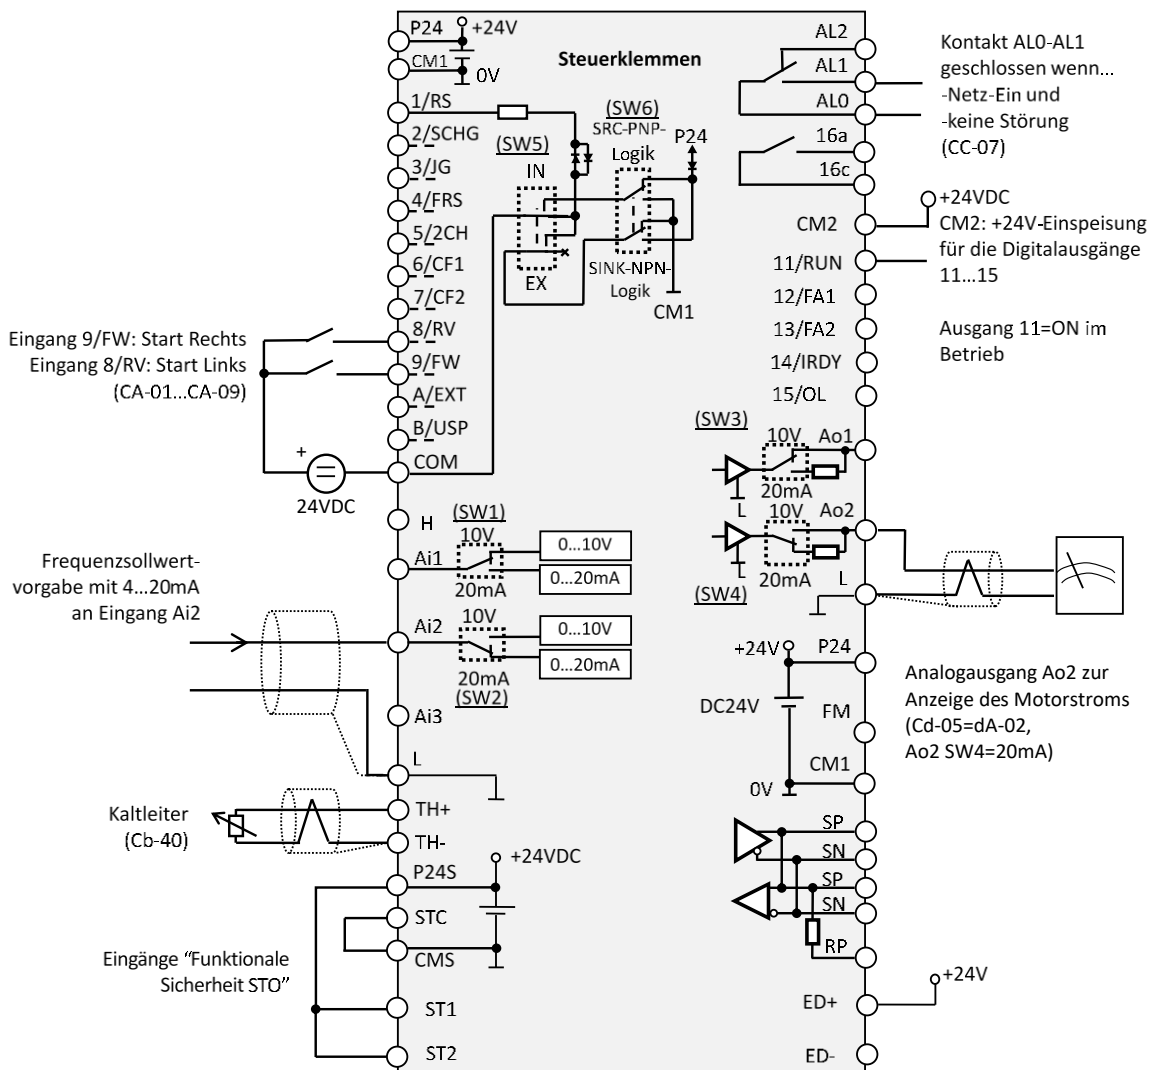 P24
+24V
CM1
0V
Steuerklemmen
1/RS
2/SCHG
3/JG
4/FRS
5/2CH
6/CF1
7/CF2
8/RV
9/FW
A/EXT
B/USP
COM
(SW5)
IN
EX
(SW6)
SRC-PNP-
Logik
P24
SINK-NPN-
Logik
CM1
Eingang 9/FW: Start Rechts
Eingang 8/RV: Start Links
(CA-01...CA-09)
+
24VDC
H
(SW1)
10V
Ai1
20mA
0...10V
0...20mA
Frequenzsollwert-
vorgabe mit 4...20mA
an Eingang Ai2
Ai2
10V
20mA
(SW2)
0...10V
0...20mA
Ai3
L
Kaltleiter
(Cb-40)
TH+
TH-
P24S
+24VDC
STC
CMS
Eingänge “Funktionale
Sicherheit STO”
ST1
ST2
AL2
AL1
AL0
Kontakt AL0-AL1
geschlossen wenn...
-Netz-Ein und
-keine Störung
(CC-07)
16a
16c
CM2
+24VDC
CM2: +24V-Einspeisung
für die Digitalausgänge
11...15
11/RUN
12/FA1
13/FA2
14/IRDY
15/OL
Ausgang 11=ON im
Betrieb
(SW3)
10V
Ao1
L
20mA
10V
Ao2
L
20mA
(SW4)
L
+24V
P24
DC24V
FM
CM1
0V
Analogausgang Ao2 zur
Anzeige des Motorstroms
(Cd-05=dA-02,
Ao2 SW4=20mA)
SP
SN
SP
SN
RP
ED+
+24V
ED-